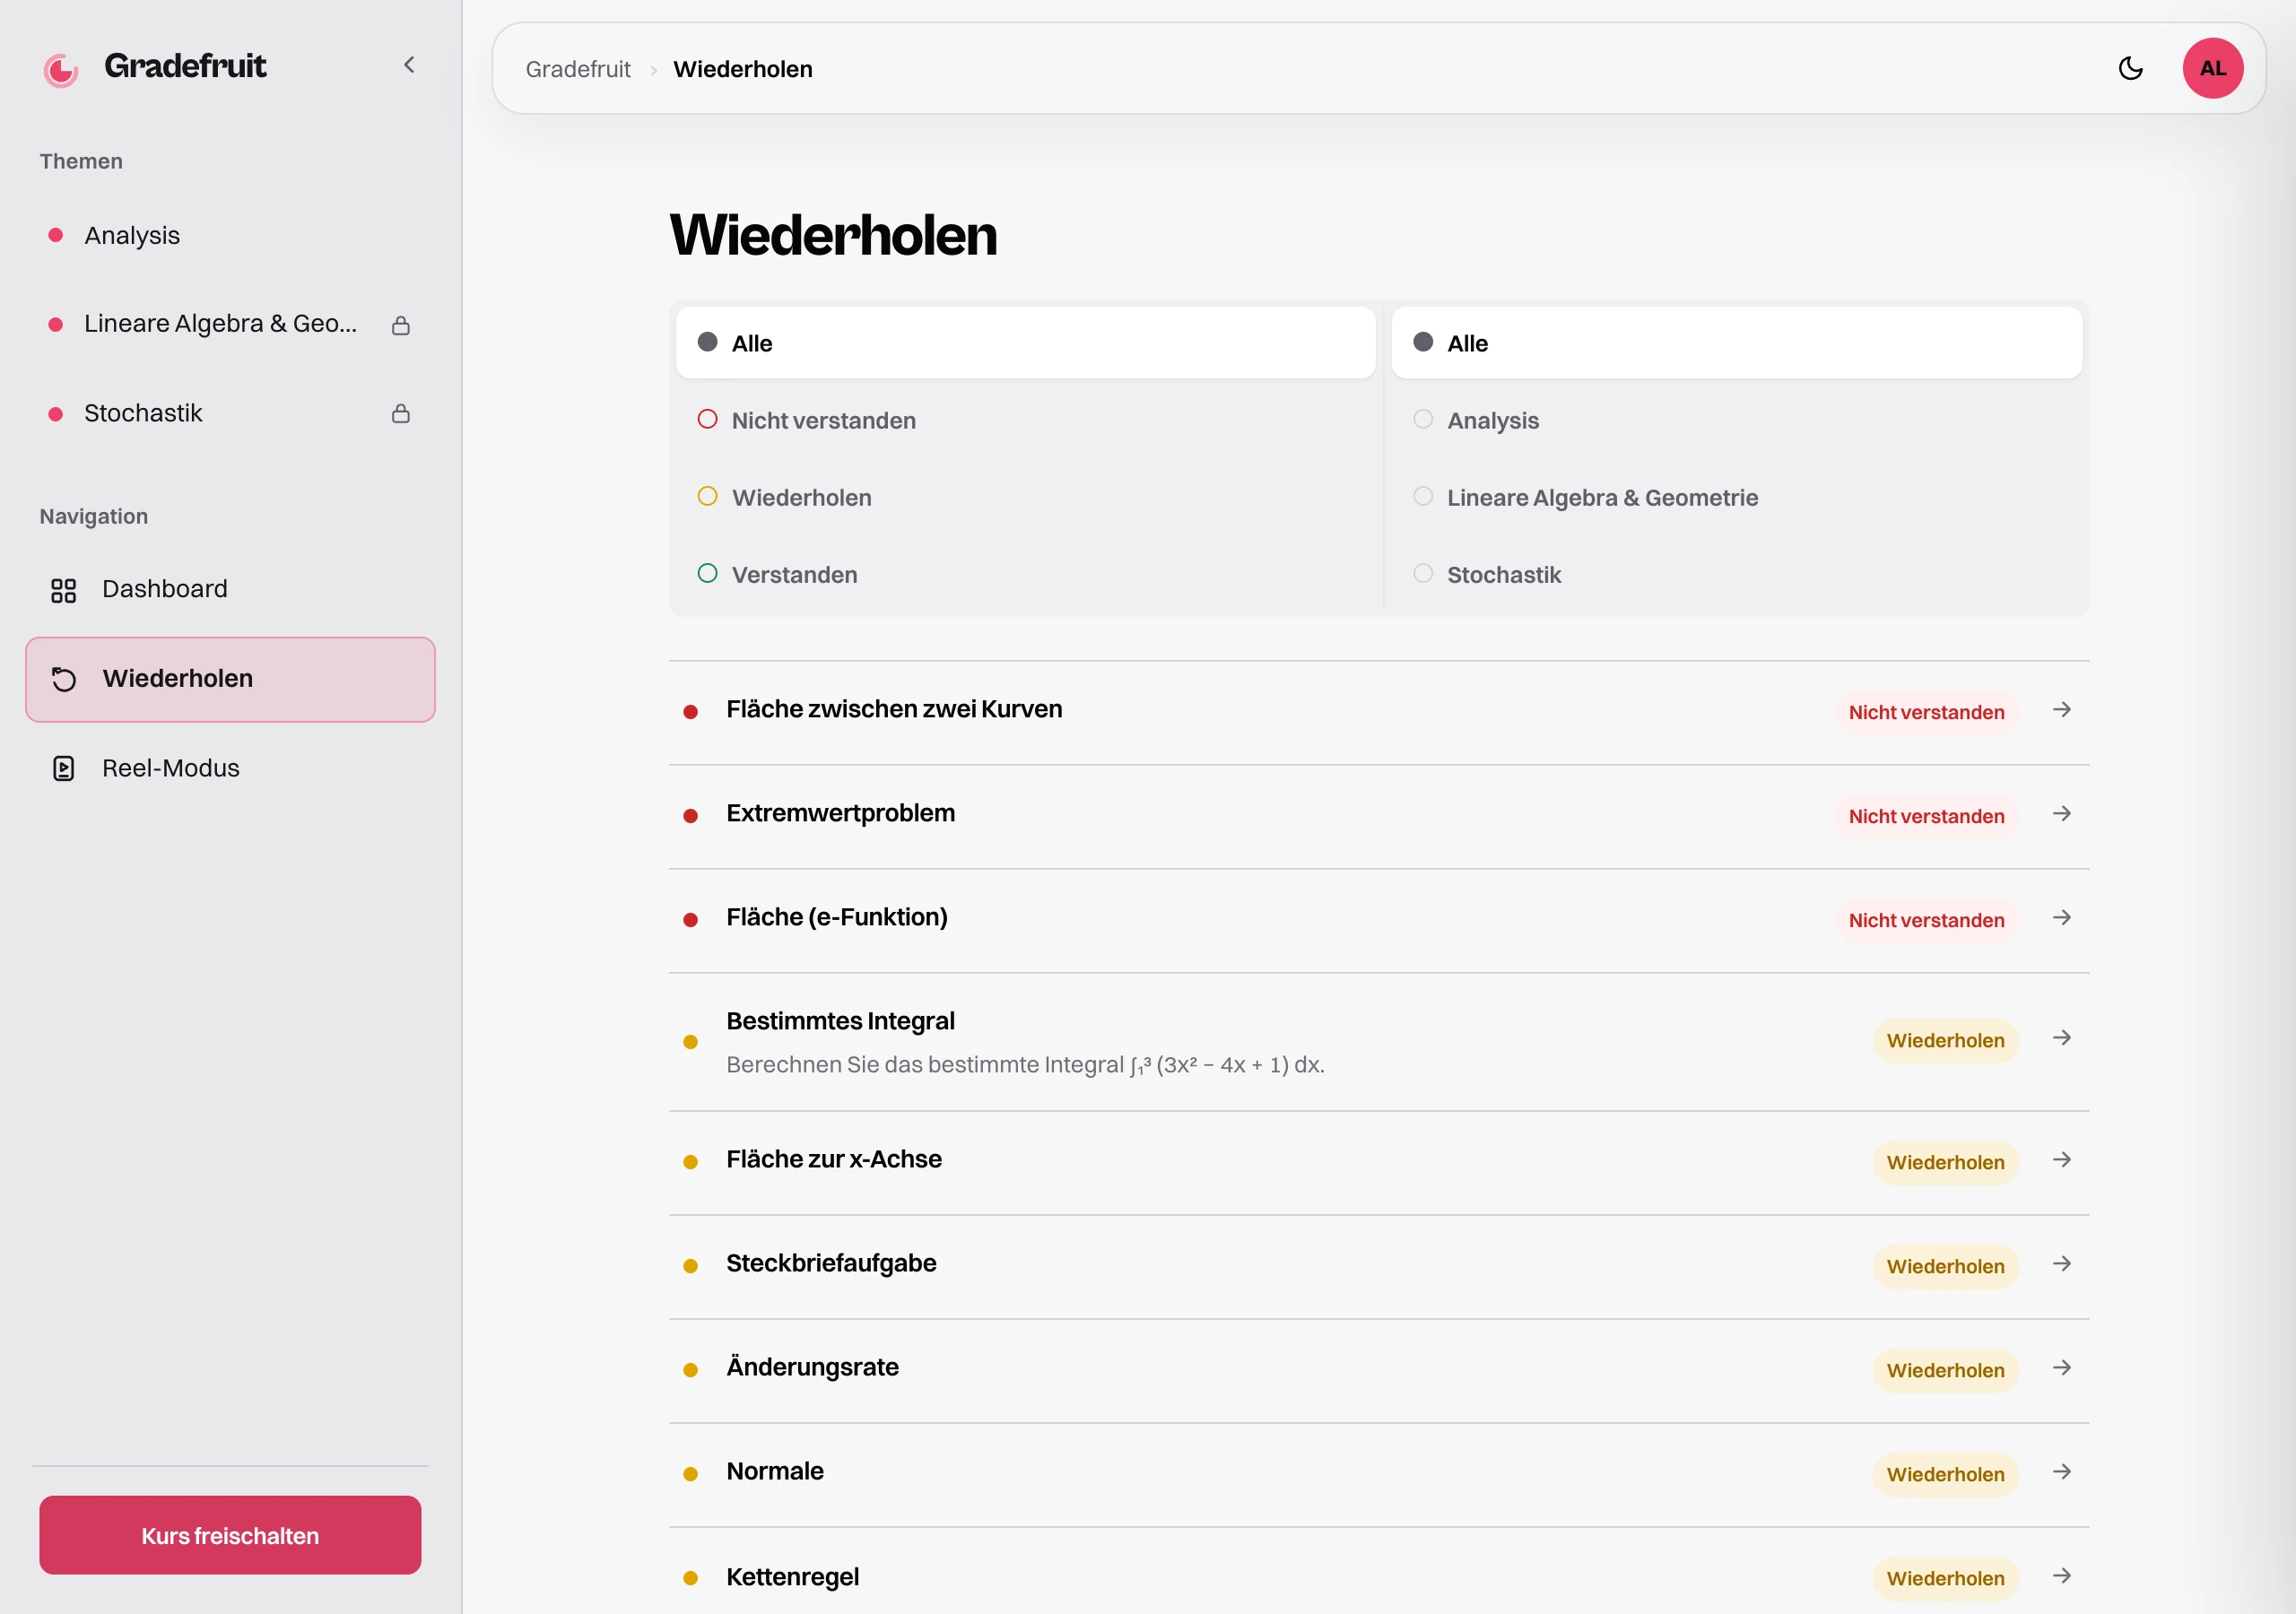 Gradefruit
Themen
Analysis
Lineare Algebra & Geo...
Stochastik
Navigation
Dashboard
Wiederholen
Reel-Modus
Kurs freischalten
Gradefruit › Wiederholen
AL
Wiederholen
Alle
Nicht verstanden
Wiederholen
Verstanden
Alle
Analysis
Lineare Algebra & Geometrie
Stochastik
Fläche zwischen zwei Kurven Nicht verstanden
Extremwertproblem Nicht verstanden
Fläche (e-Funktion) Nicht verstanden
Bestimmtes Integral Wiederholen
Berechnen Sie das bestimmte Integral ∫₁³ (3x² − 4x + 1) dx.
Fläche zur x-Achse Wiederholen
Steckbriefaufgabe Wiederholen
Änderungsrate Wiederholen
Normale Wiederholen
Kettenregel Wiederholen